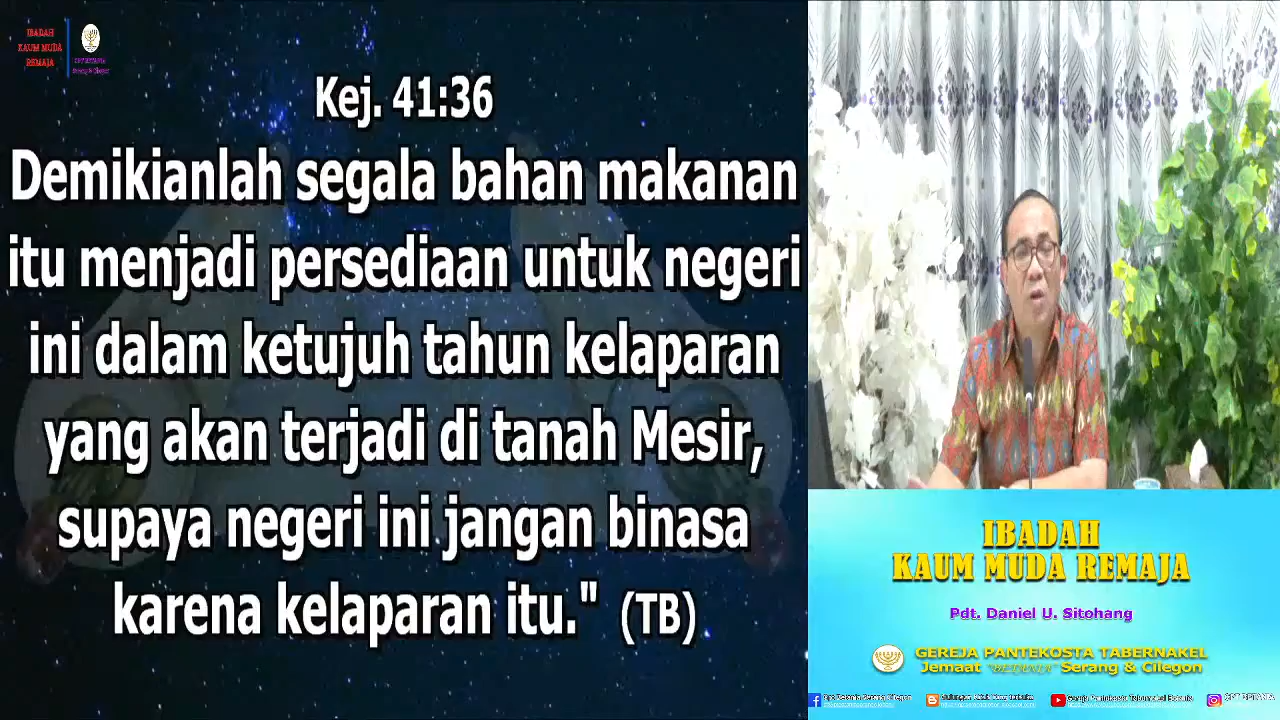 IBADAH
KAUM MUDA
REMAJA
Kej. 41:36
Demikianlah segala bahan makanan
itu menjadi persediaan untuk negeri
ini dalam ketujuh tahun kelaparan
yang akan terjadi di tanah Mesir,
supaya negeri ini jangan binasa
karena kelaparan itu." (TB)
IBADAH
KAUM MUDA REMAJA
Pdt. Daniel U. Sitohang
GEREJA PANTEKOSTA TABERNAKEL
Jemaat "BETANIA" Serang & Cilegon